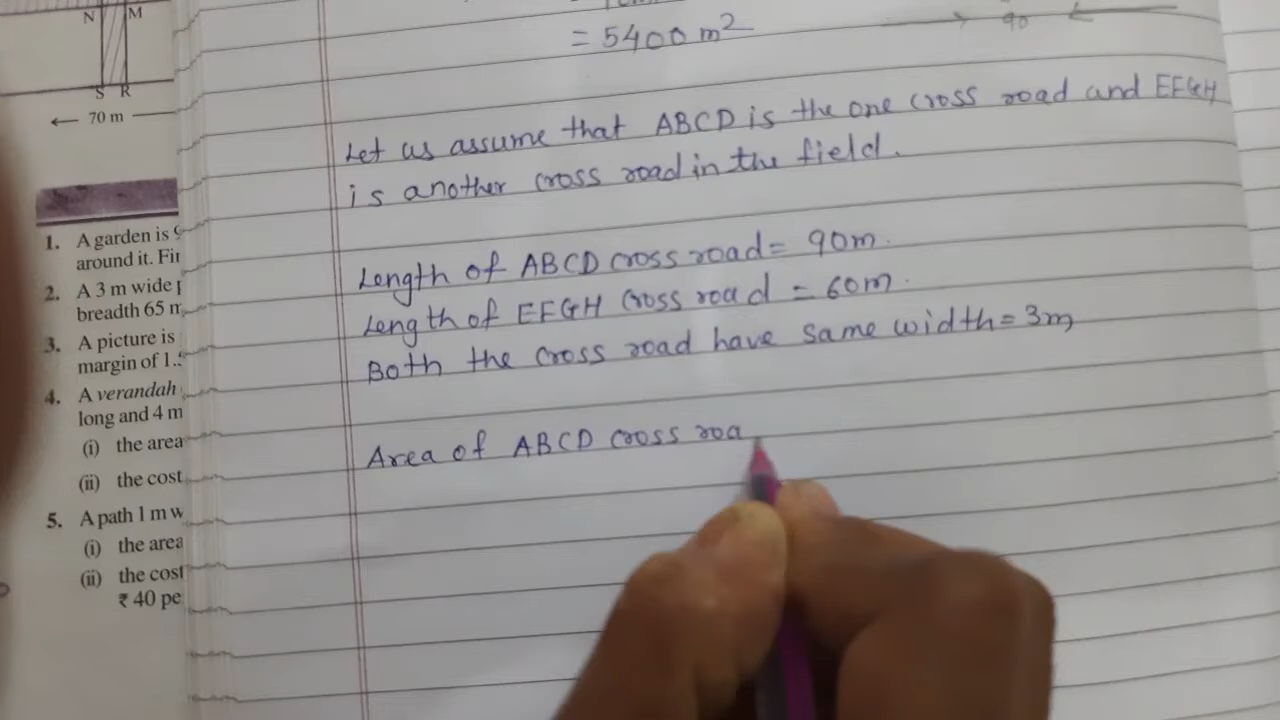 N M
S R
← 70 m
1. A garden is 9
around it. Fin
2. A 3 m wide p
breadth 65 m
3. A picture is
margin of 1.5
4. A verandah
long and 4 m
(i) the area
(ii) the cost
5. A path 1 m w
(i) the area
(ii) the cost
₹ 40 pe
= 5400 m²
90
Let us assume that ABCD is the one cross road and EFGH
is another cross road in the field.
Length of ABCD cross road = 90m.
Length of EFGH cross road = 60m.
Both the cross road have same width = 3m
Area of ABCD cross roa